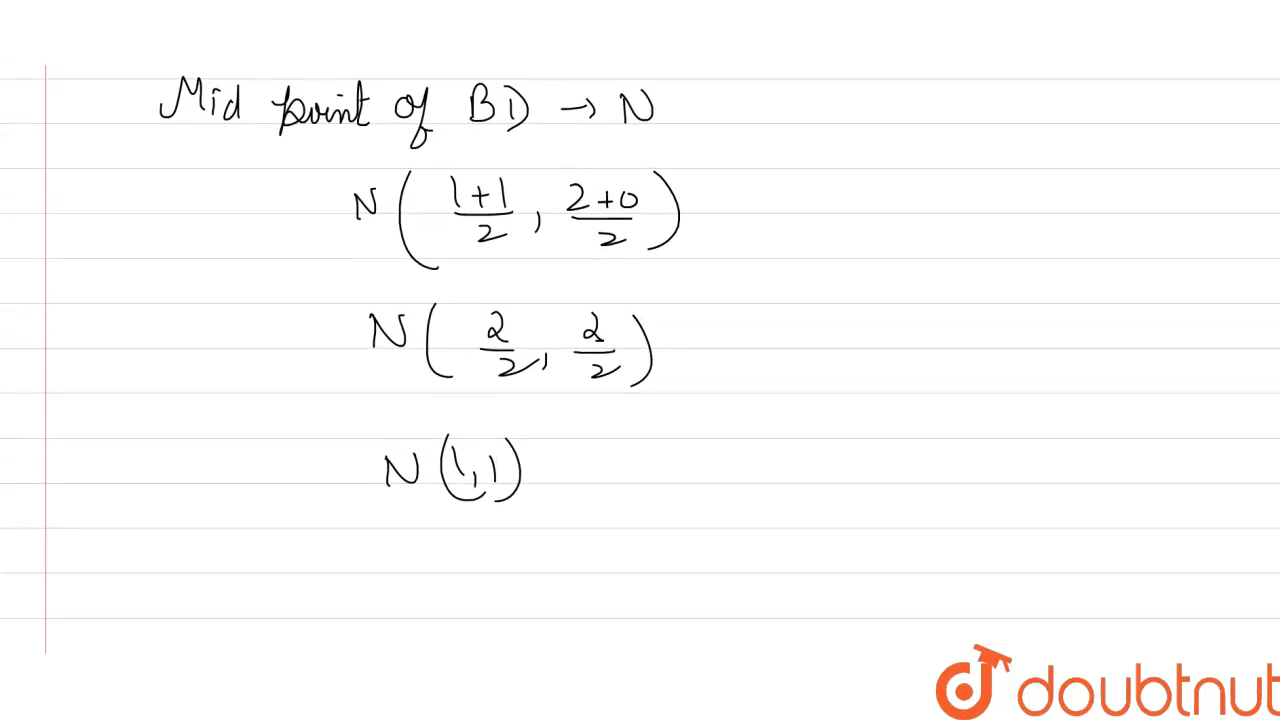 Mid point of BD → N
N ( 1+1/2 , 2+0/2 )
N ( 2/2 , 2/2 )
N (1,1)
doubtnut